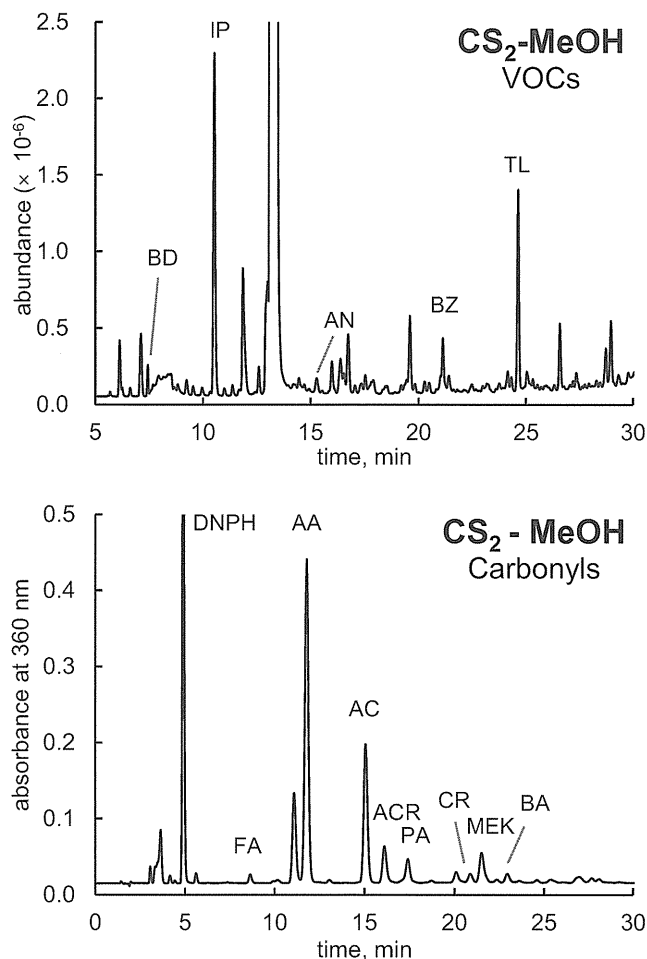 CS₂-MeOH
VOCs
abundance (× 10⁻⁶)
2.5
2.0
1.5
1.0
0.5
0.0
IP
BD
AN
BZ
TL
5 10 15 20 25 30
time, min
CS₂ - MeOH
Carbonyls
absorbance at 360 nm
0.5
0.4
0.3
0.2
0.1
0.0
DNPH
AA
FA
AC
ACR
PA
CR
MEK
BA
0 5 10 15 20 25 30
time, min